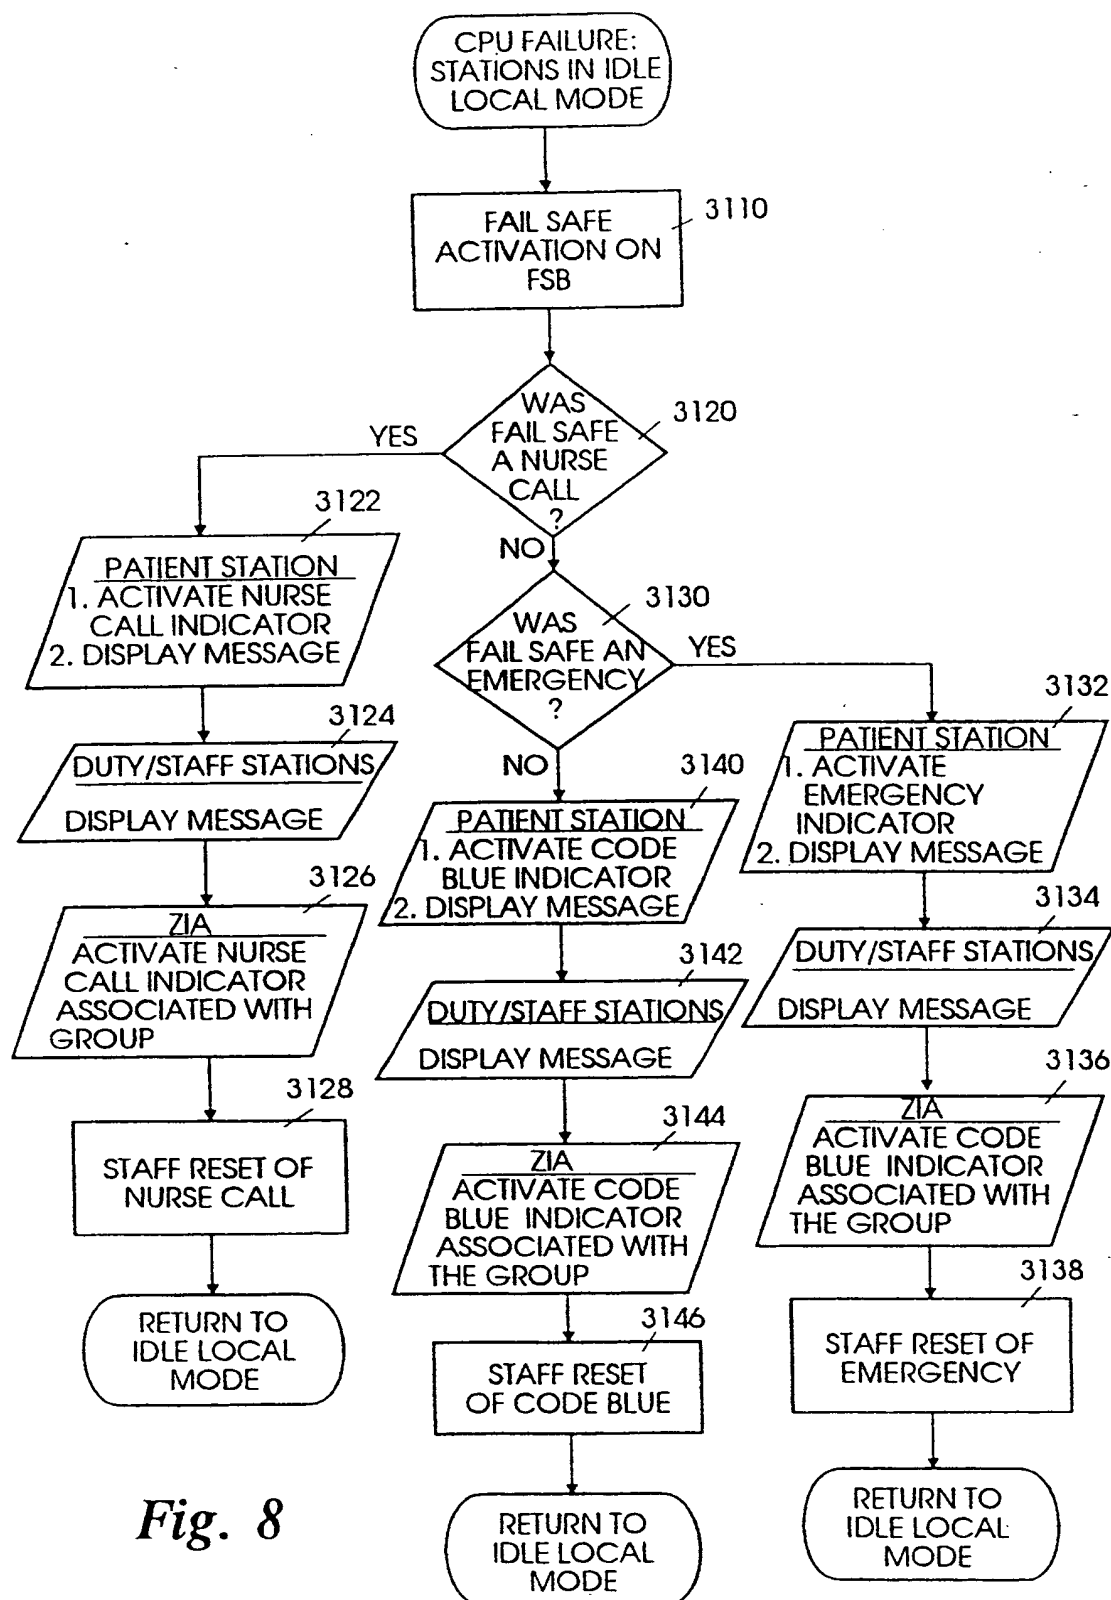 CPU FAILURE:
STATIONS IN IDLE
LOCAL MODE
3110
FAIL SAFE
ACTIVATION ON
FSB
3120
WAS
FAIL SAFE
A NURSE
CALL
?
YES
NO
3122
PATIENT STATION
1. ACTIVATE NURSE
CALL INDICATOR
2. DISPLAY MESSAGE
3124
DUTY/STAFF STATIONS
DISPLAY MESSAGE
3126
ZIA
ACTIVATE NURSE
CALL INDICATOR
ASSOCIATED WITH
GROUP
3128
STAFF RESET OF
NURSE CALL
RETURN TO
IDLE LOCAL
MODE
3130
WAS
FAIL SAFE AN
EMERGENCY
?
YES
NO
3140
PATIENT STATION
1. ACTIVATE CODE
BLUE INDICATOR
2. DISPLAY MESSAGE
3142
DUTY/STAFF STATIONS
DISPLAY MESSAGE
3144
ZIA
ACTIVATE CODE
BLUE INDICATOR
ASSOCIATED WITH
THE GROUP
3146
STAFF RESET
OF CODE BLUE
RETURN TO
IDLE LOCAL
MODE
3132
PATIENT STATION
1. ACTIVATE
EMERGENCY
INDICATOR
2. DISPLAY MESSAGE
3134
DUTY/STAFF STATIONS
DISPLAY MESSAGE
3136
ZIA
ACTIVATE CODE
BLUE INDICATOR
ASSOCIATED WITH
THE GROUP
3138
STAFF RESET OF
EMERGENCY
RETURN TO
IDLE LOCAL
MODE
Fig. 8